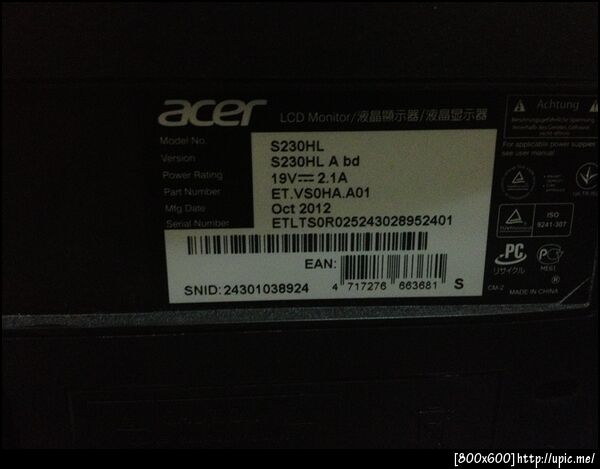 acer LCD Monitor/液晶顯示器/液晶显示器
Model No. S230HL
Version S230HL A bd
Power Rating 19V⎓2.1A
Part Number ET.VS0HA.A01
Mfg Date Oct 2012
Serial Number ETLTS0R025243028952401
EAN:
SNID: 24301038924
4 717276 663681 S
Achtung
For applicable power supplies
see user manual.
ISO
9241-307
PC
リサイクル
CM-2
MADE IN CHINA
[800x600]http://upic.me/